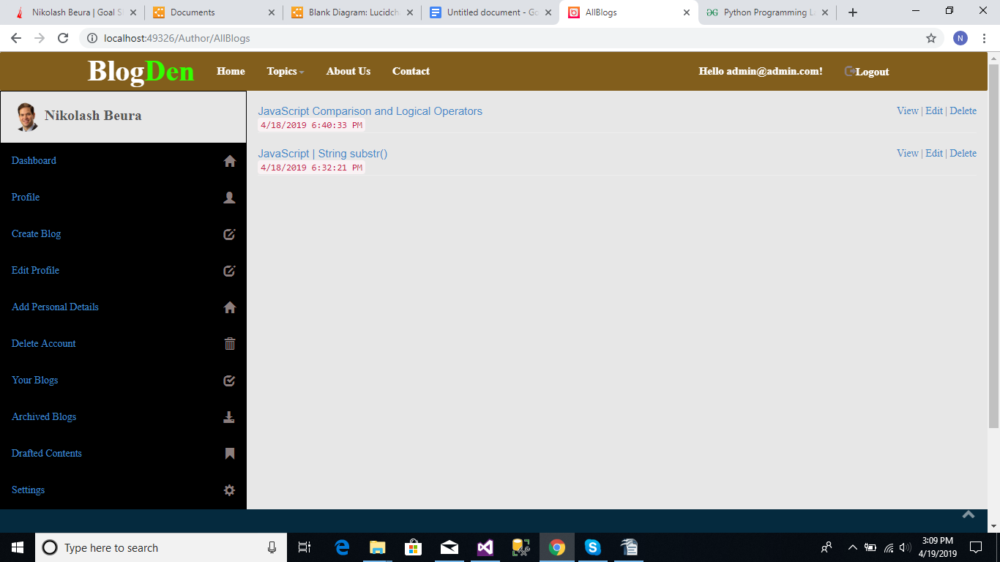 Nikolash Beura | Goal S
Documents
Blank Diagram: Lucidch
Untitled document - Go
AllBlogs
Python Programming La
localhost:49326/Author/AllBlogs
N
BlogDen
Home
Topics
About Us
Contact
Hello admin@admin.com!
Logout
Nikolash Beura
JavaScript Comparison and Logical Operators
View | Edit | Delete
4/18/2019 6:40:33 PM
JavaScript | String substr()
View | Edit | Delete
4/18/2019 6:32:21 PM
Dashboard
Profile
Create Blog
Edit Profile
Add Personal Details
Delete Account
Your Blogs
Archived Blogs
Drafted Contents
Settings
Type here to search
3:09 PM
4/19/2019